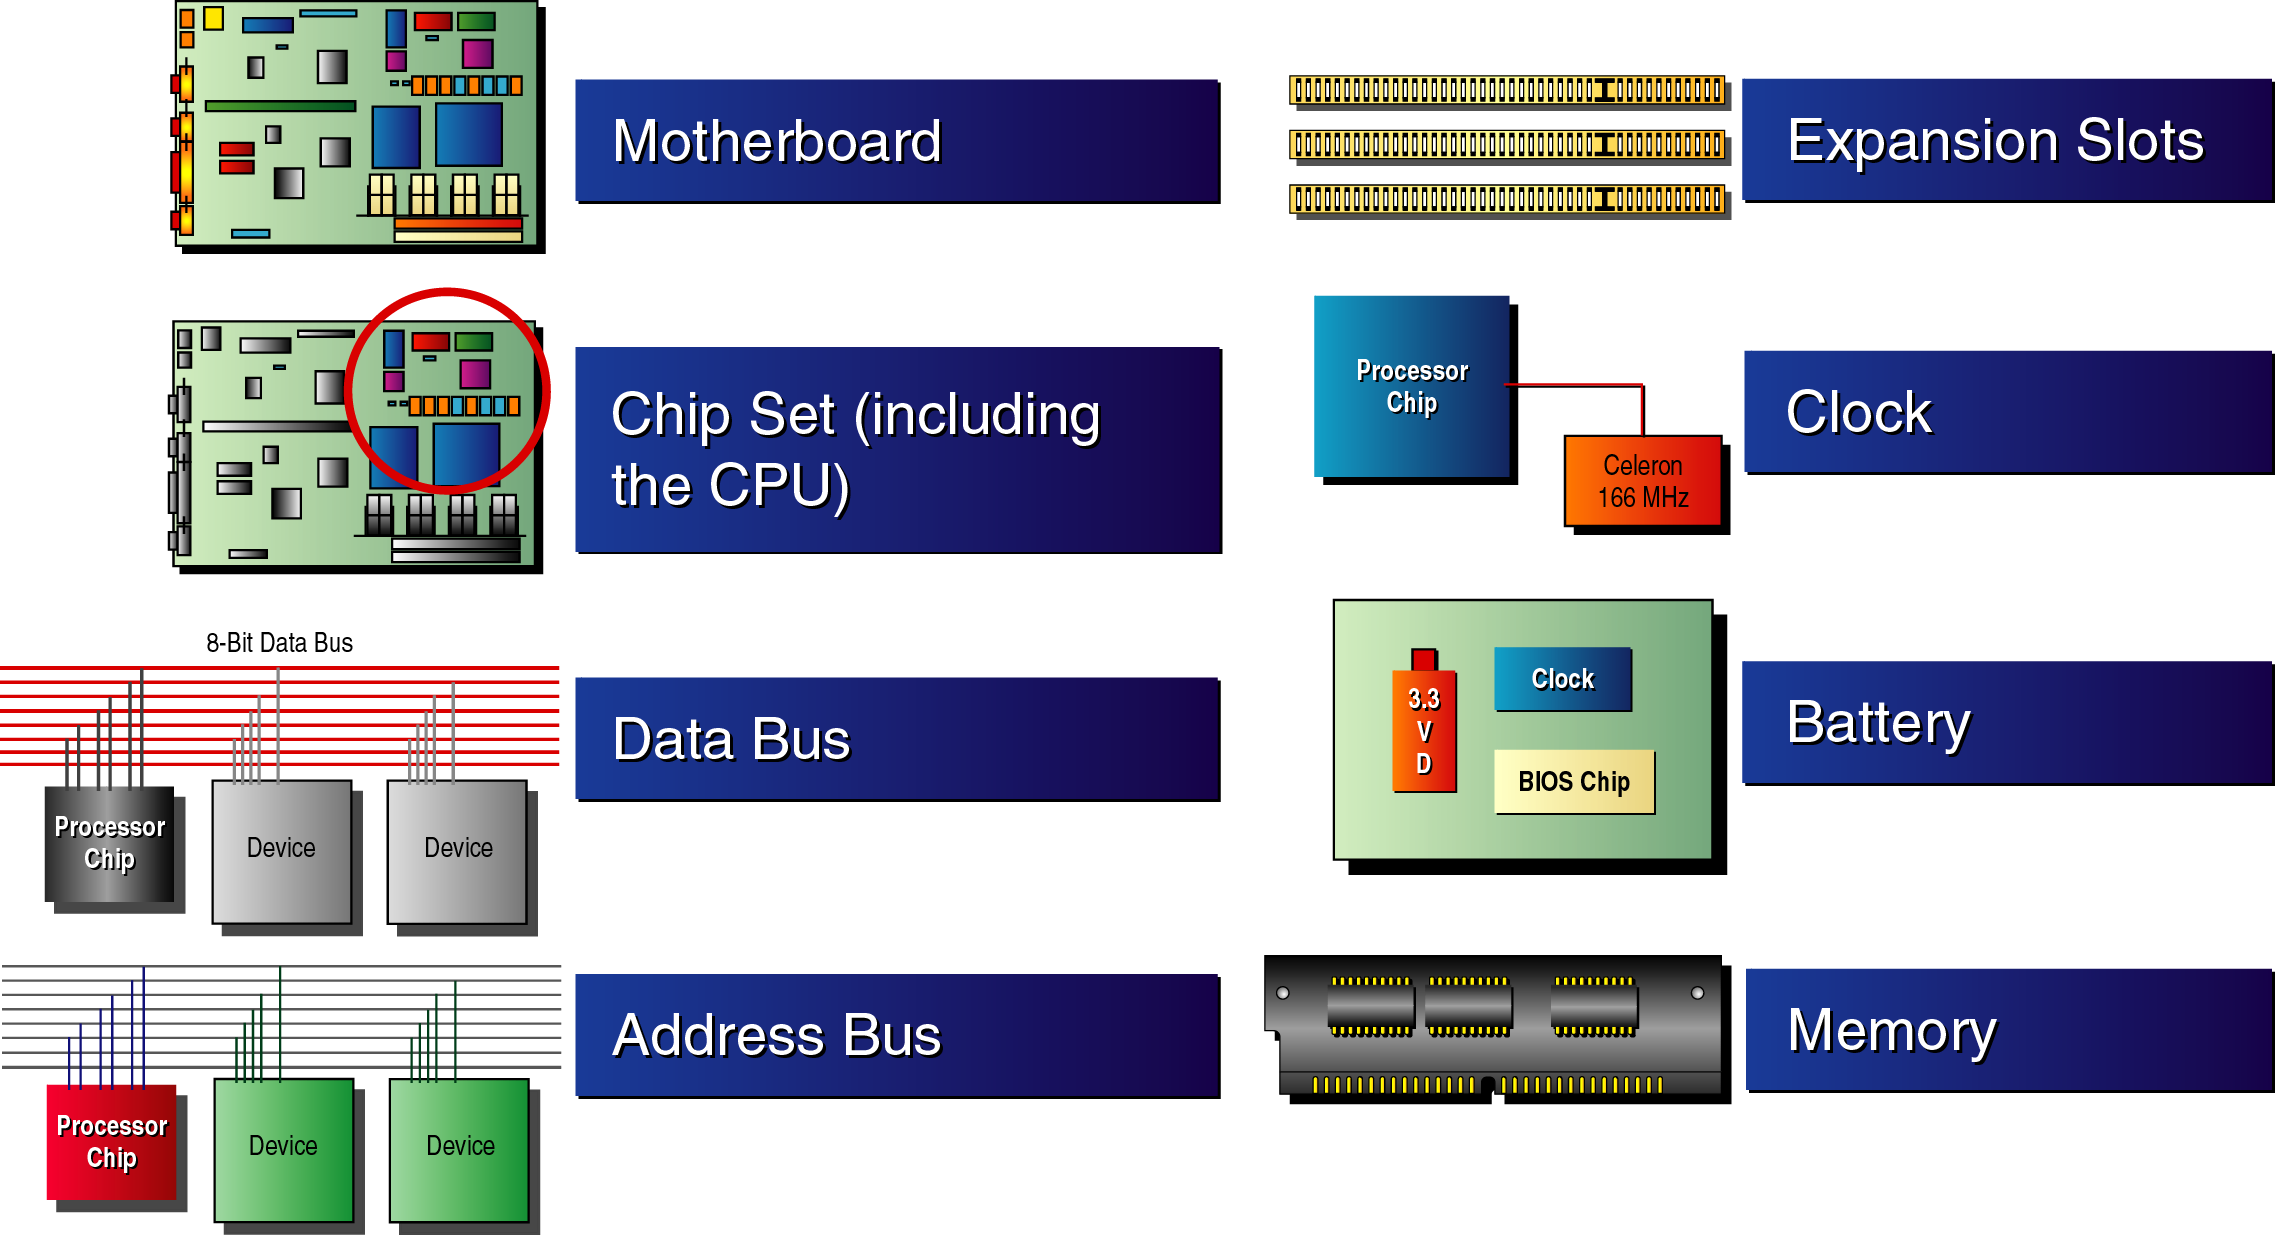 Motherboard
Chip Set (including
the CPU)
8-Bit Data Bus
Processor
Chip
Device
Device
Data Bus
Processor
Chip
Device
Device
Address Bus
Expansion Slots
Processor
Chip
Celeron
166 MHz
Clock
3.3
V
D
Clock
BIOS Chip
Battery
Memory